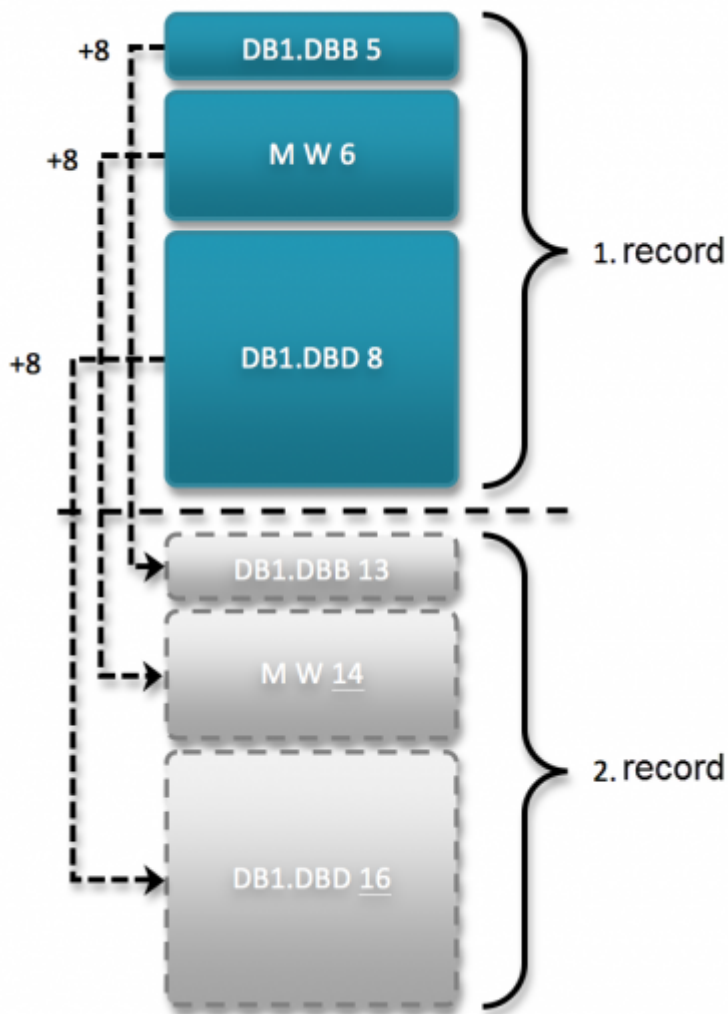 +8
DB1.DBB 5
+8
M W 6
1. record
+8
DB1.DBD 8
DB1.DBB 13
M W 14
2. record
DB1.DBD 16